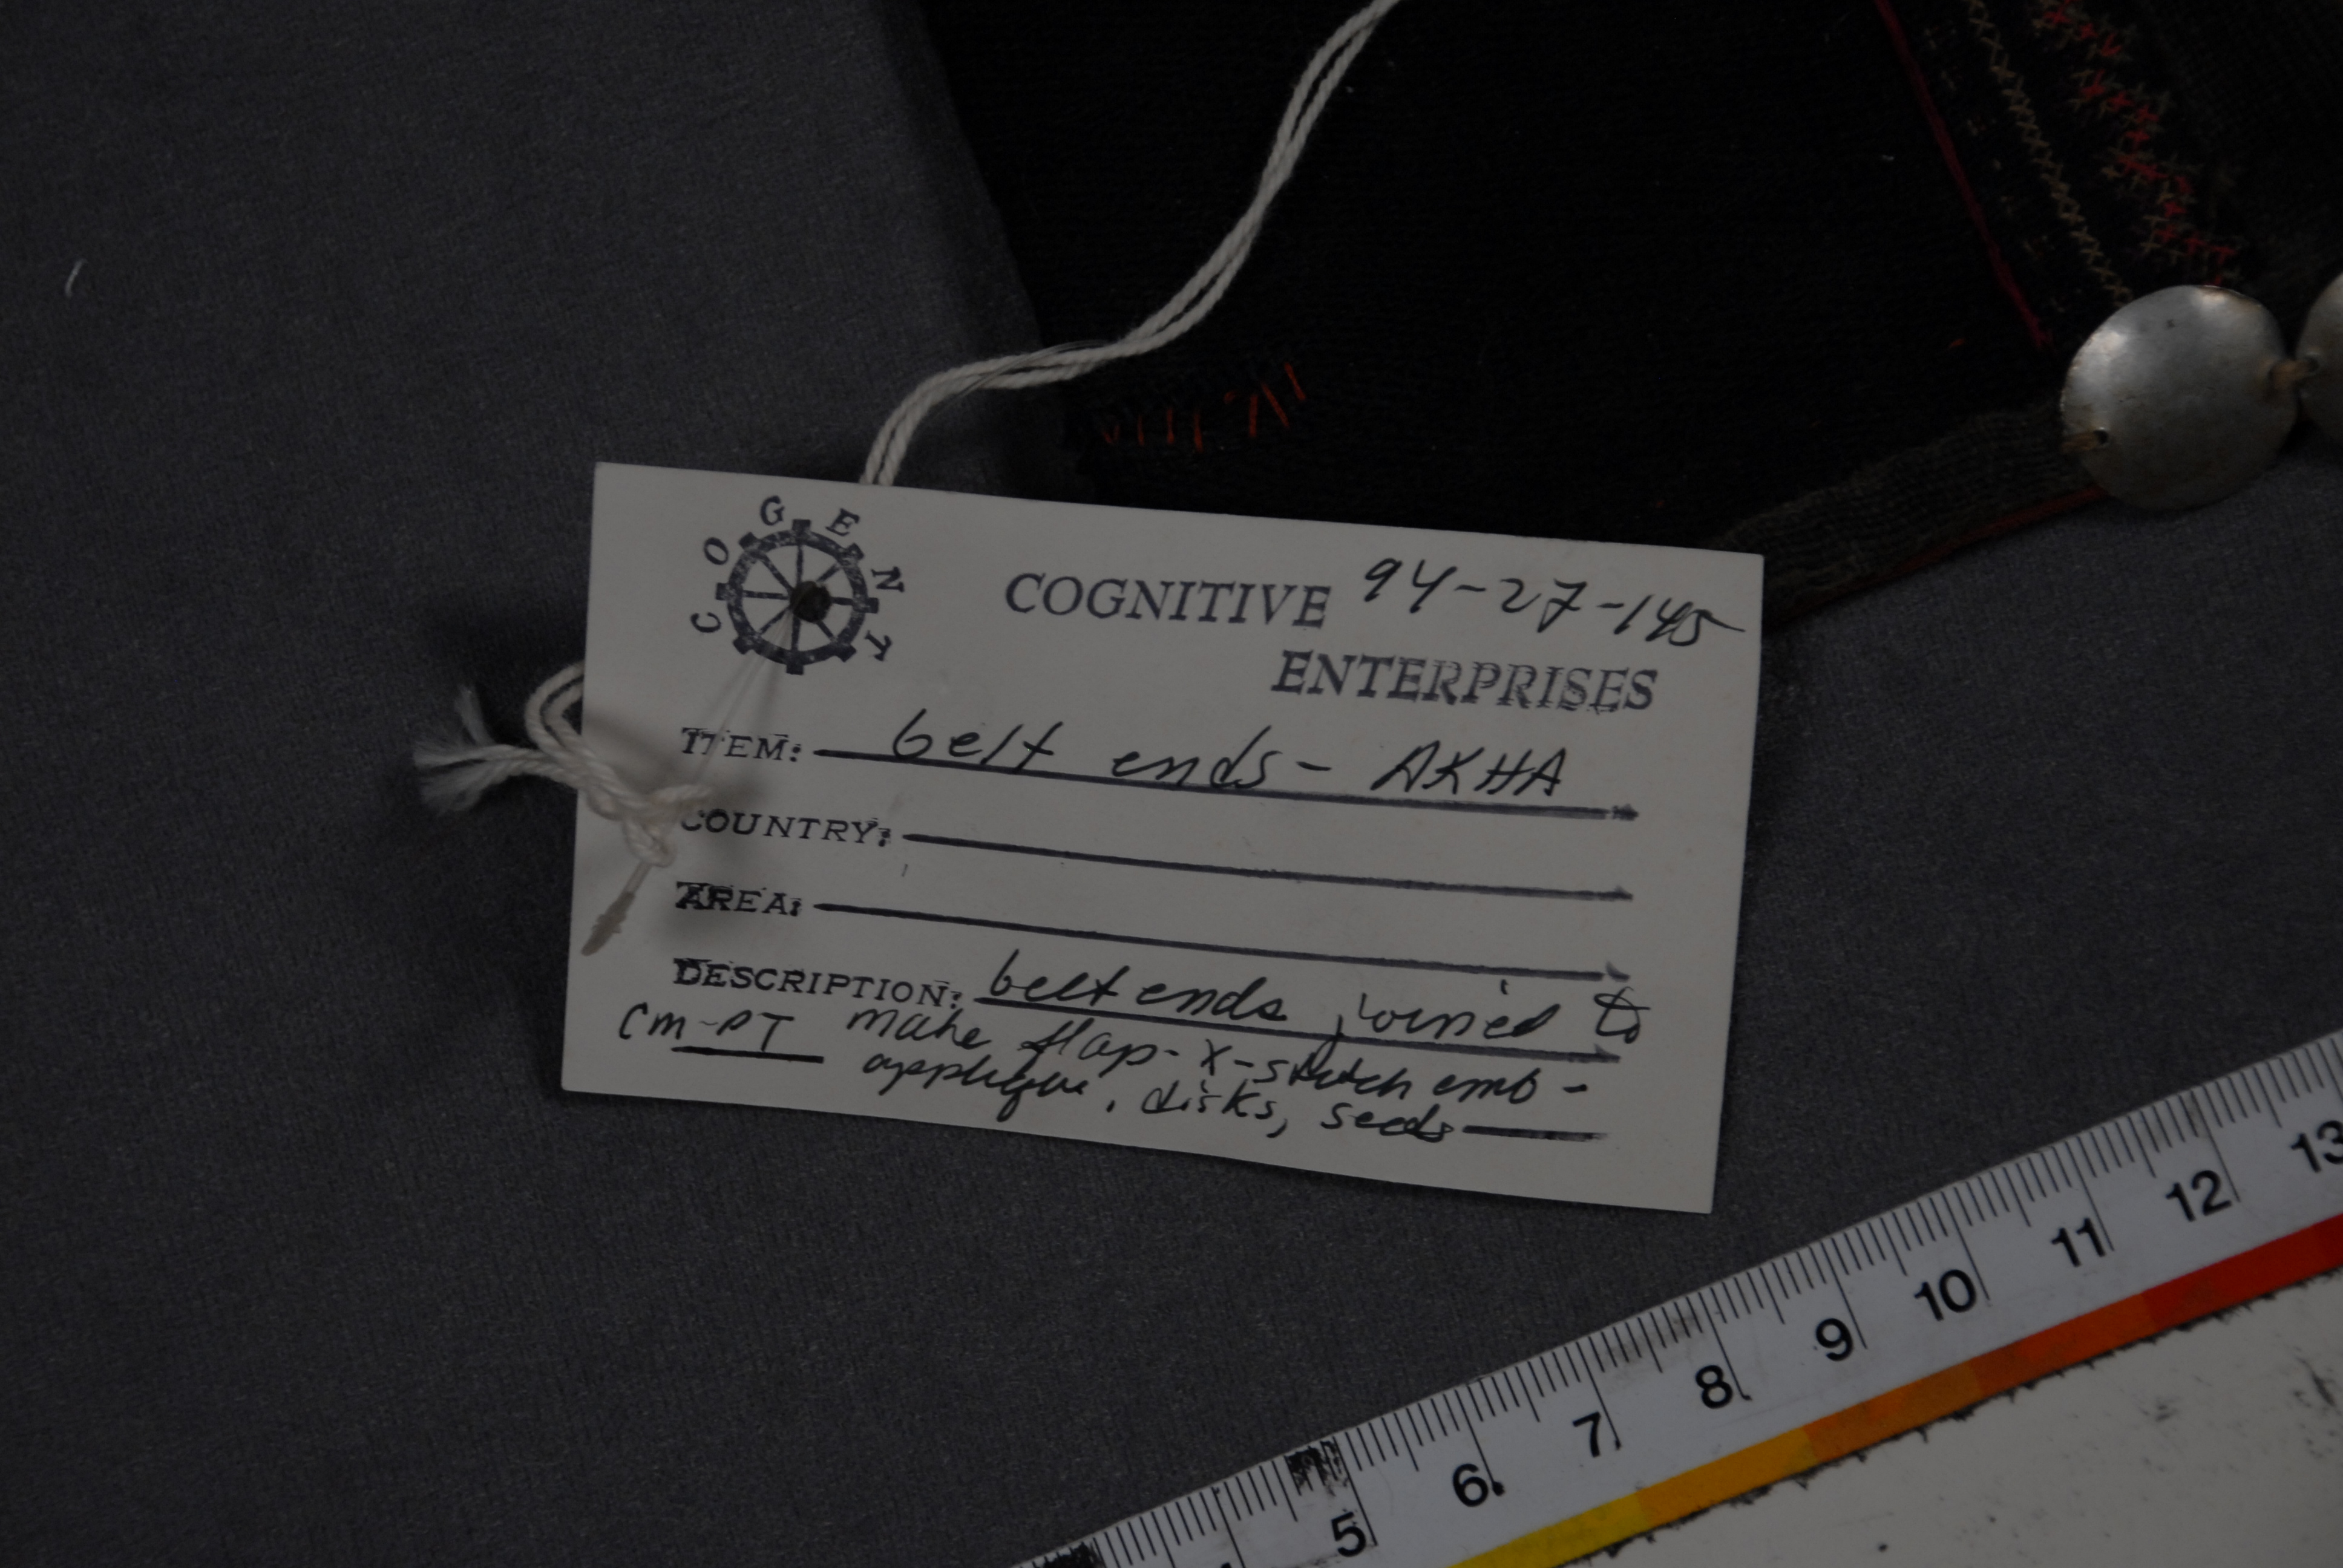 COGENT
COGNITIVE 94-27-145
ENTERPRISES
ITEM: belt ends - AKHA
COUNTRY:
AREA:
DESCRIPTION: belt ends joined to
CM-PT make flap - X-stitch emb -
applique, disks, seeds
5 6 7 8 9 10 11 12 13